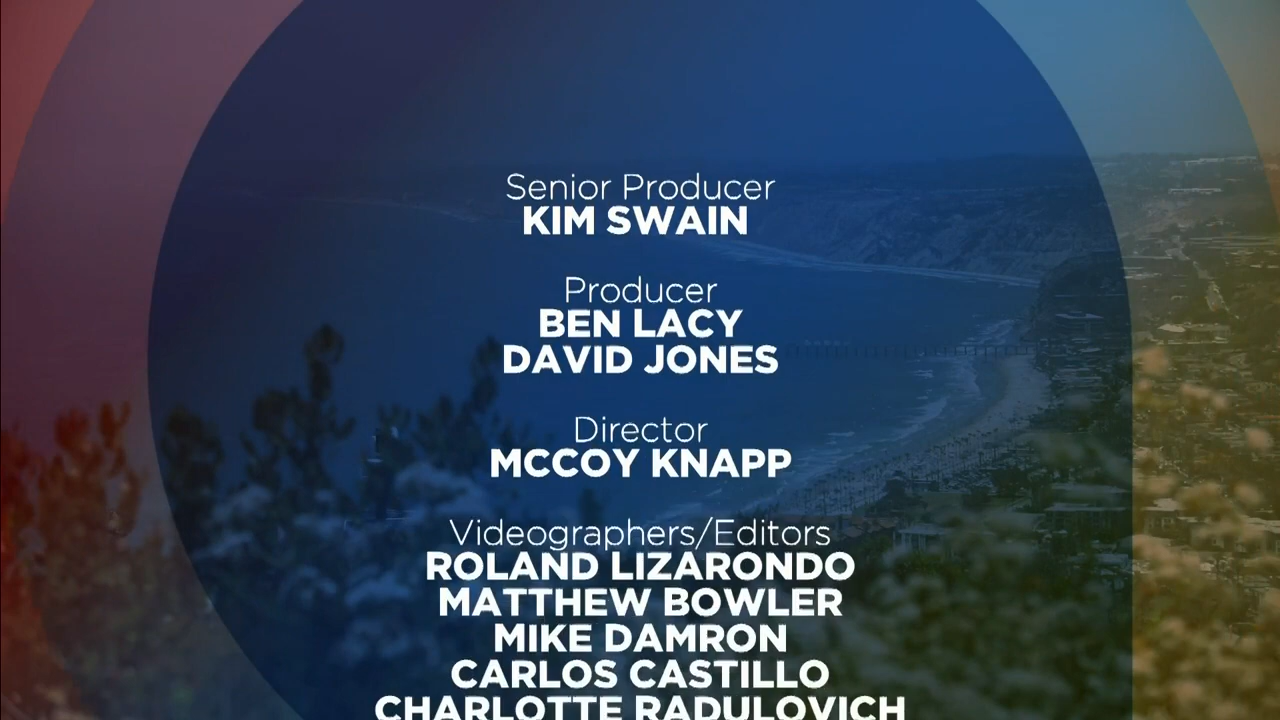 Senior Producer
KIM SWAIN
Producer
BEN LACY
DAVID JONES
Director
MCCOY KNAPP
Videographers/Editors
ROLAND LIZARONDO
MATTHEW BOWLER
MIKE DAMRON
CARLOS CASTILLO
CHARLOTTE RADULOVICH